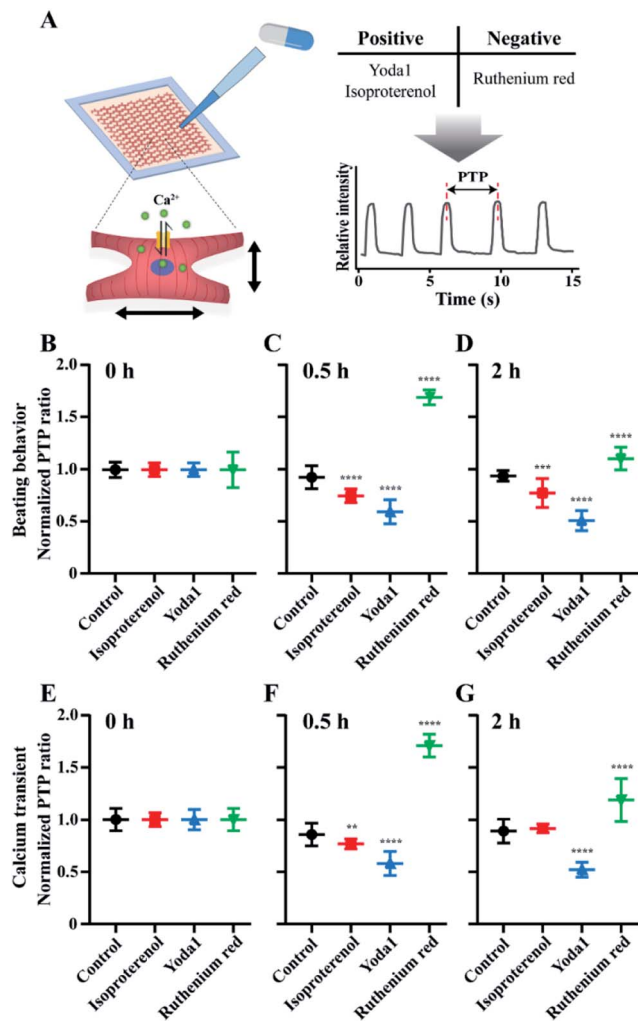 A
Positive Negative
Yoda1 Ruthenium red
Isoproterenol
Ca²⁺
PTP
Relative intensity
0 5 10 15
Time (s)
B 0 h
C 0.5 h
D 2 h
Beating behavior
Normalized PTP ratio
2.0
1.5
1.0
0.5
0
****
****
****
***
****
****
Control Isoproterenol Yoda1 Ruthenium red
Control Isoproterenol Yoda1 Ruthenium red
Control Isoproterenol Yoda1 Ruthenium red
E 0 h
F 0.5 h
G 2 h
Calcium transient
Normalized PTP ratio
2.0
1.5
1.0
0.5
0
**
****
****
****
****
Control Isoproterenol Yoda1 Ruthenium red
Control Isoproterenol Yoda1 Ruthenium red
Control Isoproterenol Yoda1 Ruthenium red